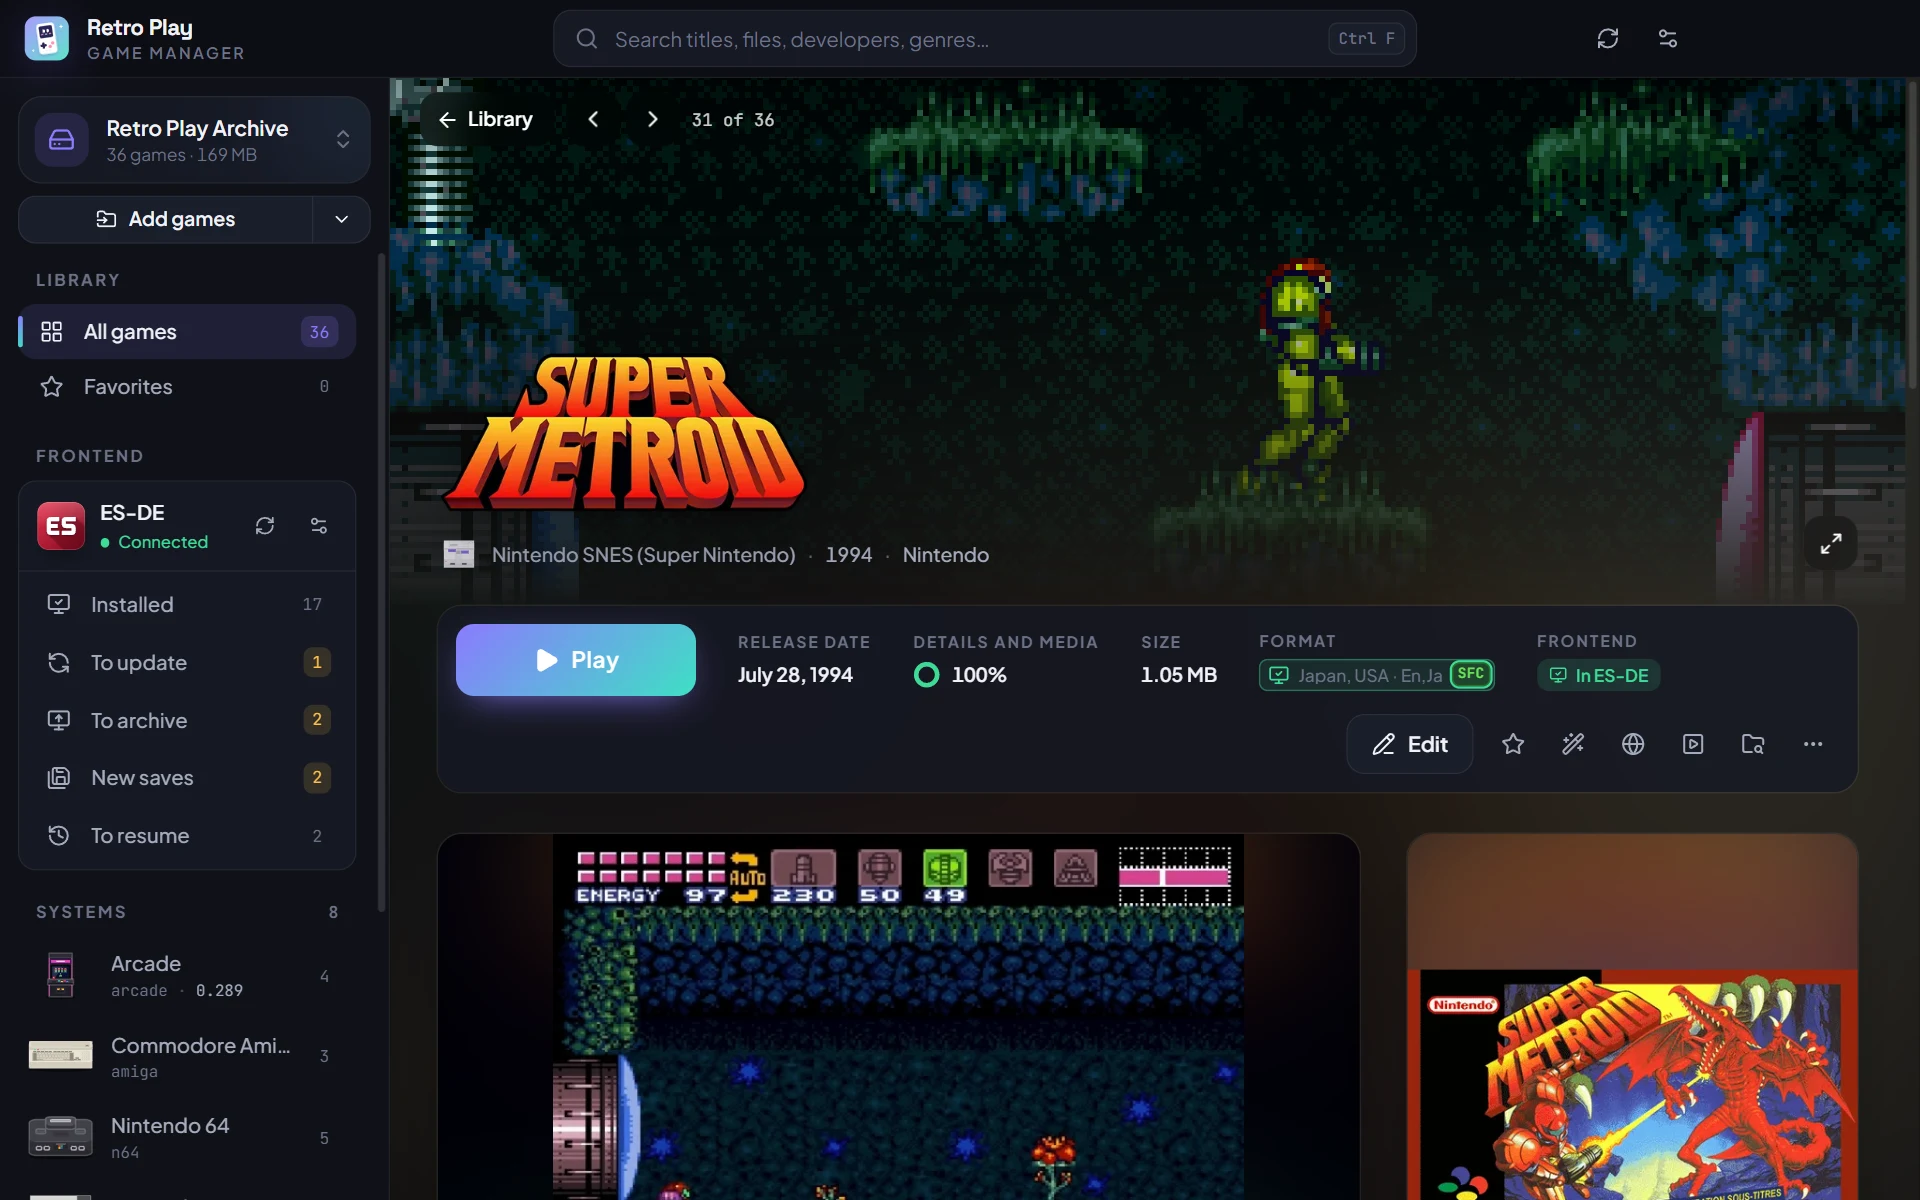 Retro Play
GAME MANAGER
Search titles, files, developers, genres...
Ctrl F
Retro Play Archive
36 games · 169 MB
Add games
LIBRARY
All games
36
Favorites
0
FRONTEND
ES
ES-DE
Connected
Installed
17
To update
1
To archive
2
New saves
2
To resume
2
SYSTEMS
8
Arcade
arcade · 0.289
4
Commodore Ami...
amiga
3
Nintendo 64
n64
5
Library
31 of 36
SUPER
METROID
Nintendo SNES (Super Nintendo) · 1994 · Nintendo
Play
RELEASE DATE
July 28, 1994
DETAILS AND MEDIA
100%
SIZE
1.05 MB
FORMAT
Japan, USA · En,Ja
SFC
FRONTEND
In ES-DE
Edit
AUTO
ENERGY 97
230
50
49
Nintendo
SUPER
METROID
SOUS-TITRES